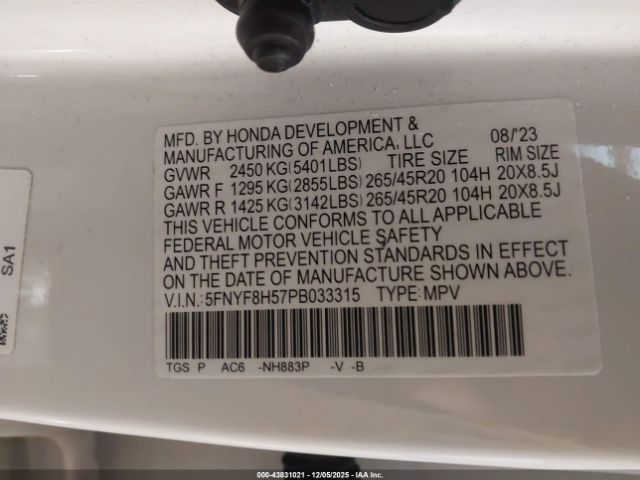 MFD. BY HONDA DEVELOPMENT &
MANUFACTURING OF AMERICA, LLC 08/'23
GVWR 2450 KG(5401LBS) TIRE SIZE RIM SIZE
GAWR F 1295 KG(2855LBS) 265/45R20 104H 20X8.5J
GAWR R 1425 KG(3142LBS) 265/45R20 104H 20X8.5J
THIS VEHICLE CONFORMS TO ALL APPLICABLE
FEDERAL MOTOR VEHICLE SAFETY
AND THEFT PREVENTION STANDARDS IN EFFECT
ON THE DATE OF MANUFACTURE SHOWN ABOVE.
V.I.N.: 5FNYF8H57PB033315 TYPE: MPV
TGS P AC6 -NH883P -V -B
SA1
00-43831021 | 12/05/2025 | IAA Inc.